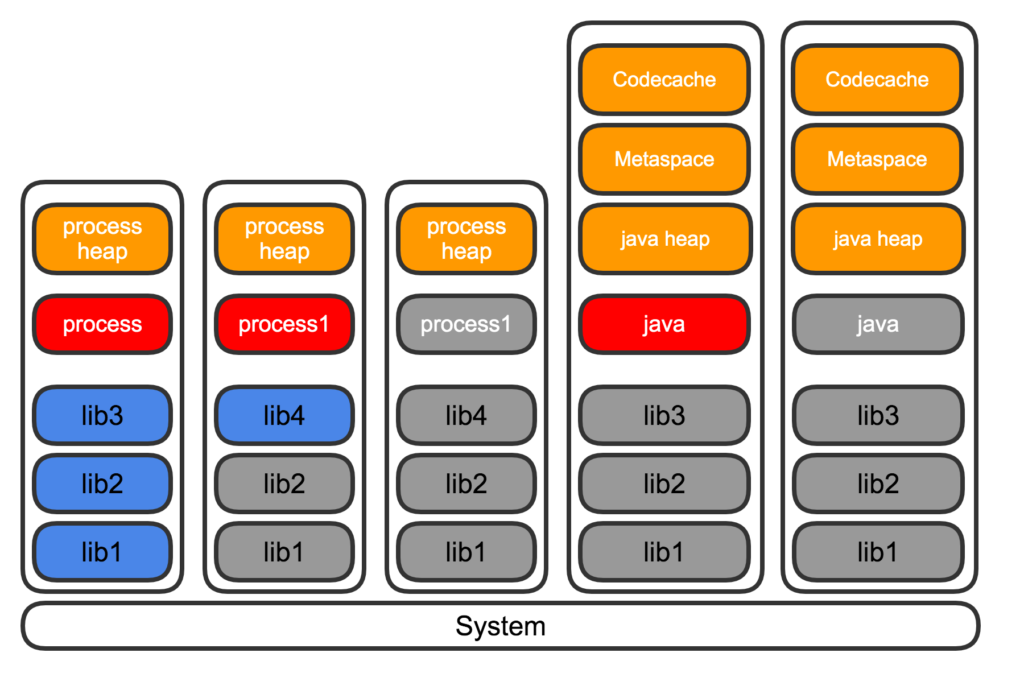 process
heap
process
lib3
lib2
lib1
process
heap
process1
lib4
lib2
lib1
process
heap
process1
lib4
lib2
lib1
Codecache
Metaspace
java heap
java
lib3
lib2
lib1
Codecache
Metaspace
java heap
java
lib3
lib2
lib1
System